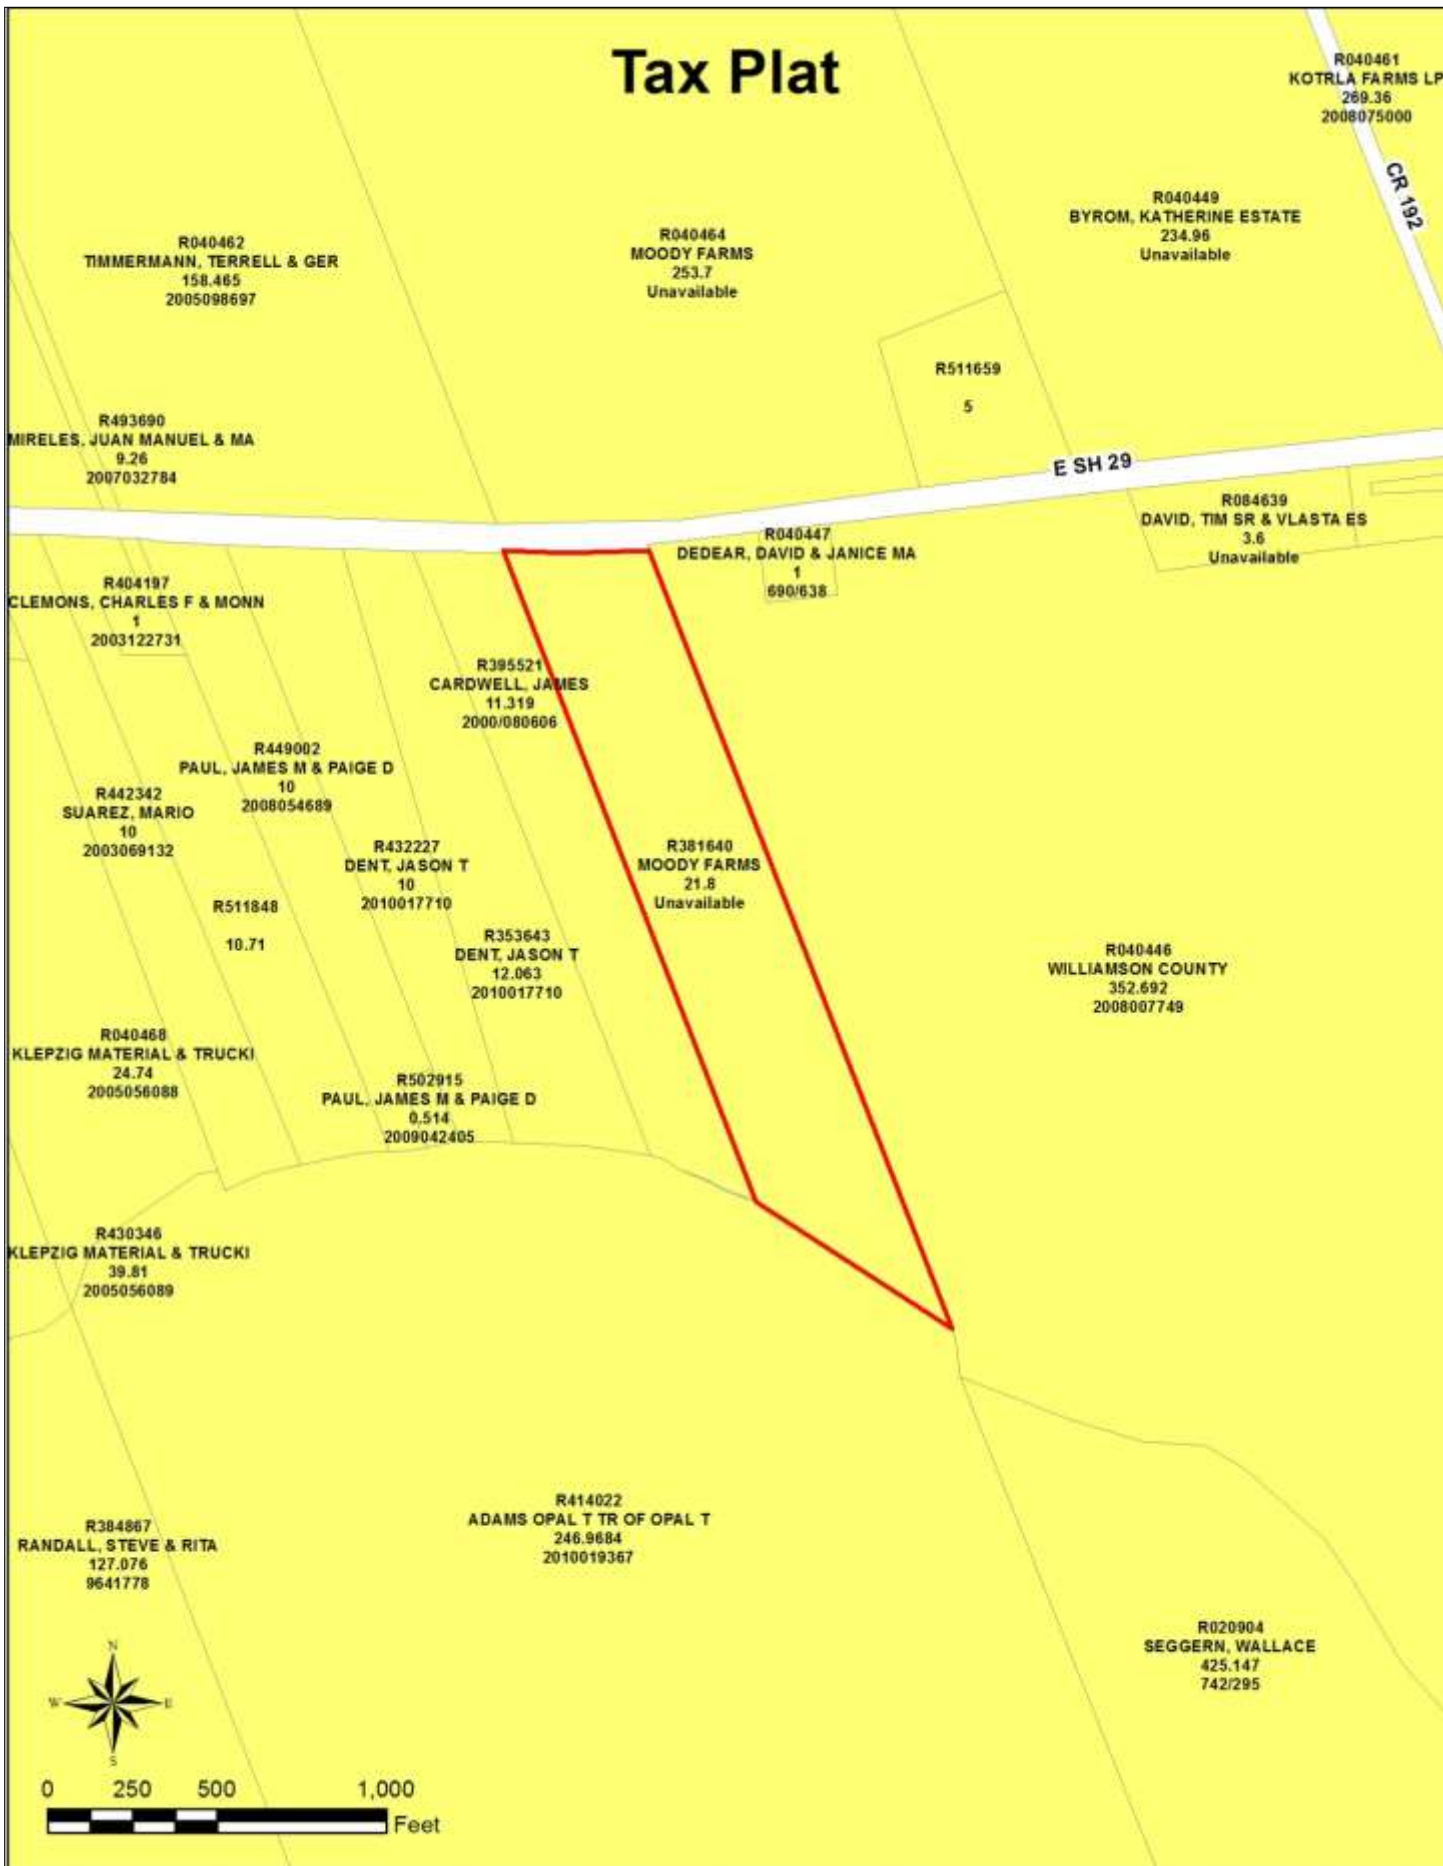 Tax Plat
R040461
KOTRLA FARMS LP
269.36
2008075000
CR 192
R040449
BYROM, KATHERINE ESTATE
234.96
Unavailable
R040464
MOODY FARMS
253.7
Unavailable
R040462
TIMMERMANN, TERRELL & GER
158.465
2005098697
R511659
5
R493690
MIRELES, JUAN MANUEL & MA
9.26
2007032784
E SH 29
R084639
DAVID, TIM SR & VLASTA ES
3.6
Unavailable
R040447
DEDEAR, DAVID & JANICE MA
1
690/638
R404197
CLEMONS, CHARLES F & MONN
1
2003122731
R395521
CARDWELL, JAMES
11.319
2000/080606
R449002
PAUL, JAMES M & PAIGE D
10
2008054689
R442342
SUAREZ, MARIO
10
2003069132
R432227
DENT, JASON T
10
2010017710
R381640
MOODY FARMS
21.8
Unavailable
R511848
10.71
R353643
DENT, JASON T
12.063
2010017710
R040446
WILLIAMSON COUNTY
352.692
2008007749
R040468
KLEPZIG MATERIAL & TRUCKI
24.74
2005056088
R502915
PAUL, JAMES M & PAIGE D
0.514
2009042405
R430346
KLEPZIG MATERIAL & TRUCKI
39.81
2005056089
R414022
ADAMS OPAL T TR OF OPAL T
246.9684
2010019367
R384867
RANDALL, STEVE & RITA
127.076
9641778
R020904
SEGGERN, WALLACE
425.147
742/295
N
W E
S
0 250 500 1,000
Feet